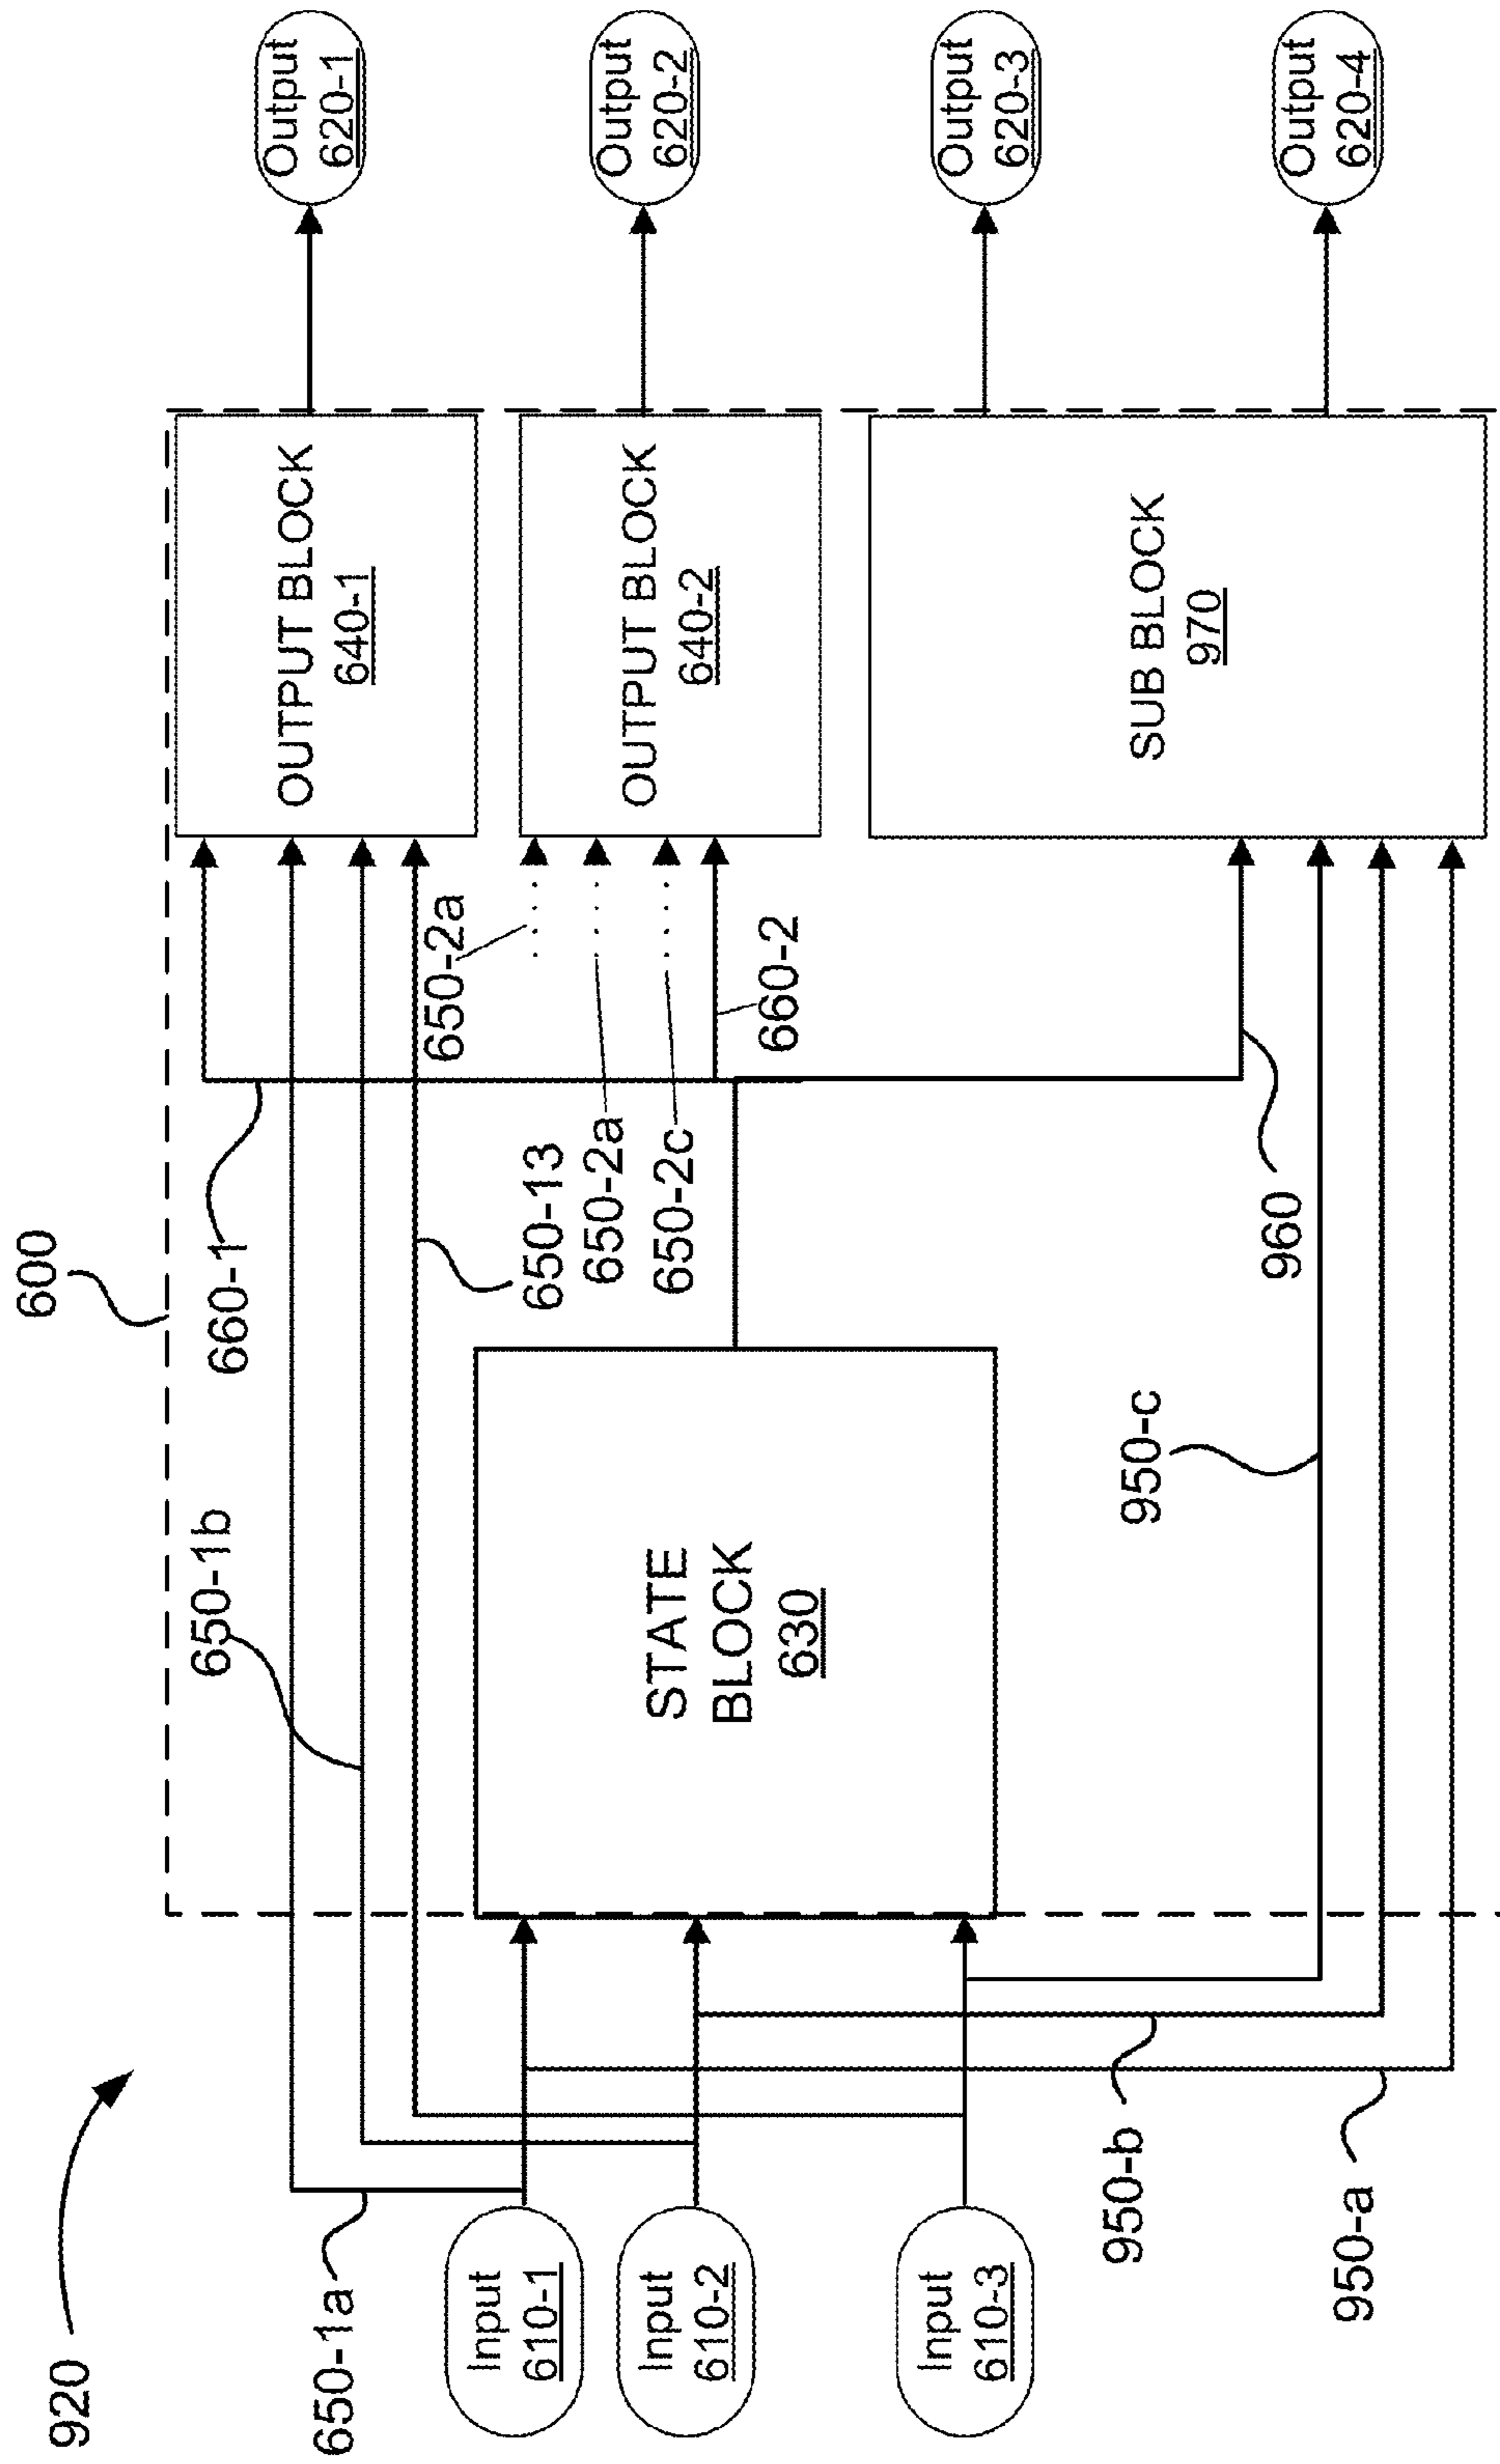 920
600
650-1a
650-1b
660-1
650-13
650-2a
650-2a
650-2c
660-2
Input
610-1
Input
610-2
Input
610-3
STATE
BLOCK
630
OUTPUT BLOCK
640-1
OUTPUT BLOCK
640-2
SUB BLOCK
970
Output
620-1
Output
620-2
Output
620-3
Output
620-4
950-c
960
950-b
950-a